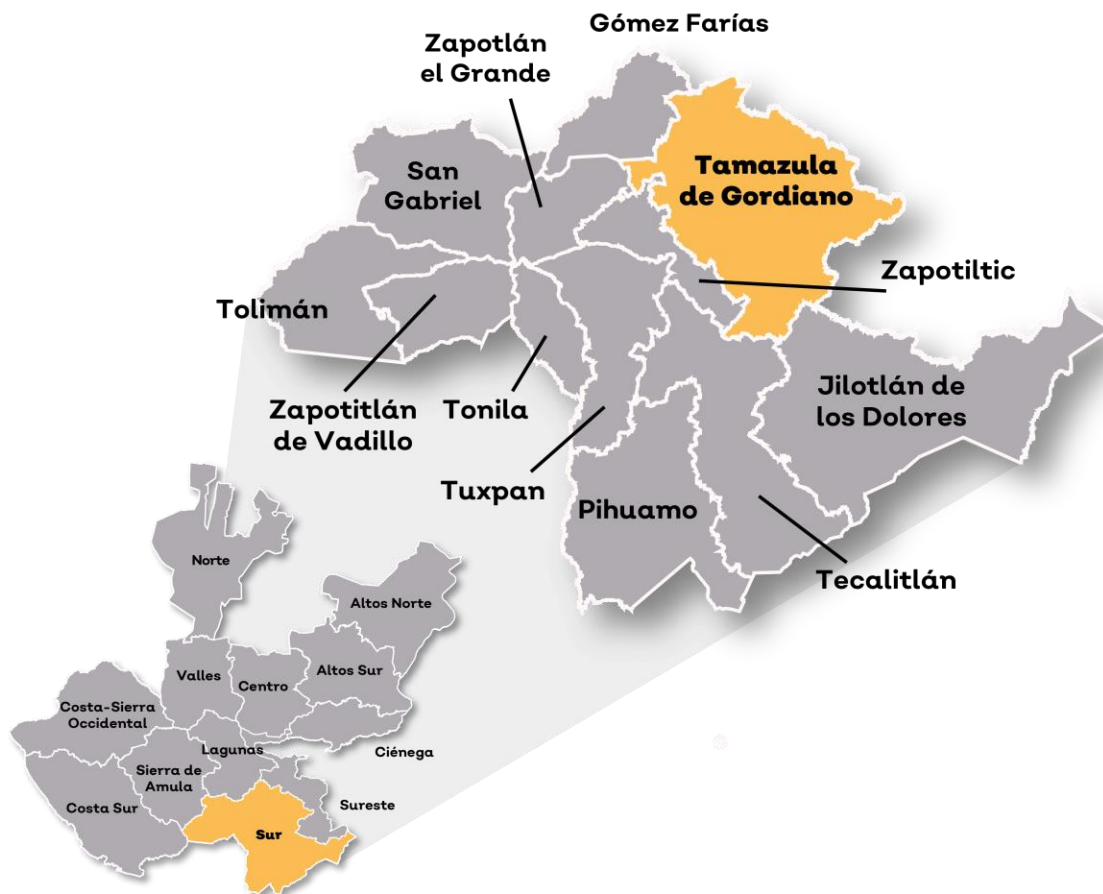 Gómez Farías
Zapotlán
el Grande
San
Gabriel
Tamazula
de Gordiano
Zapotiltic
Tolimán
Jilotlán de
los Dolores
Zapotitlán
de Vadillo
Tonila
Tuxpan
Pihuamo
Tecalitlán
Norte
Altos Norte
Valles
Centro
Altos Sur
Costa-Sierra
Occidental
Lagunas
Ciénega
Sierra de
Amula
Costa Sur
Sureste
Sur